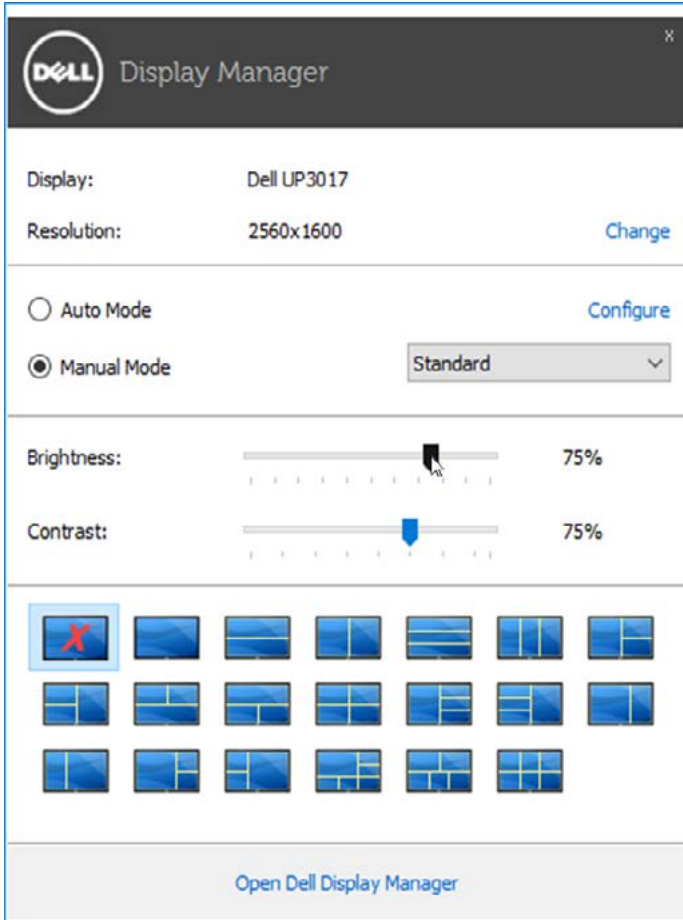 DELL Display Manager
X
Display: Dell UP3017
Resolution: 2560x1600 Change
Auto Mode Configure
Manual Mode Standard
Brightness: 75%
Contrast: 75%
Open Dell Display Manager